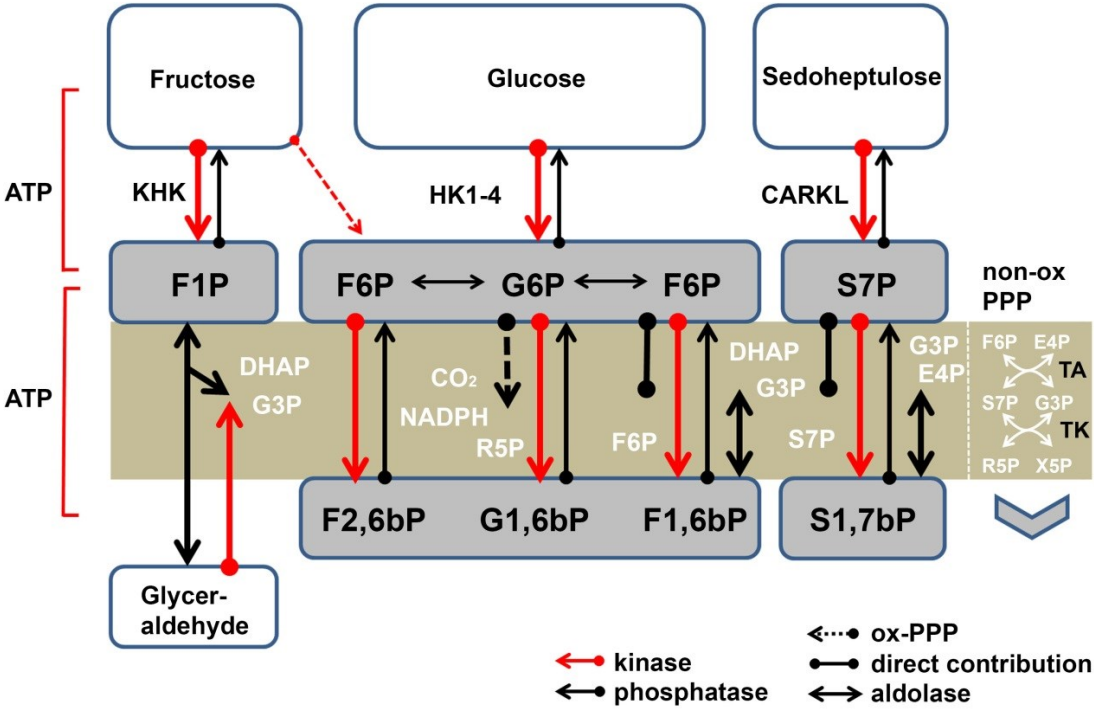 Fructose
Glucose
Sedoheptulose
ATP
KHK
HK1-4
CARKL
F1P
F6P
G6P
F6P
S7P
non-ox
PPP
ATP
DHAP
G3P
CO₂
NADPH
R5P
F6P
DHAP
G3P
S7P
G3P
E4P
F6P E4P
TA
S7P G3P
TK
R5P X5P
F2,6bP
G1,6bP
F1,6bP
S1,7bP
Glycer-
aldehyde
kinase
phosphatase
ox-PPP
direct contribution
aldolase